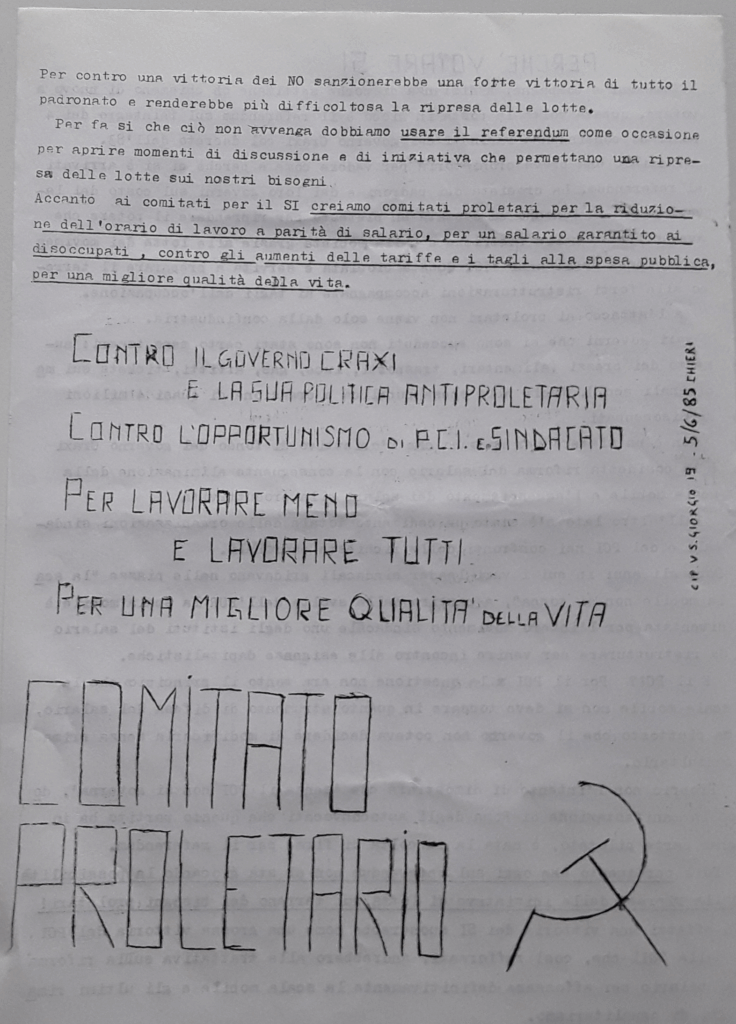 Per contro una vittoria dei NO sanzionerebbe una forte vittoria di tutto il
padronato e renderebbe più difficoltosa la ripresa delle lotte.
Per fa si che ciò non avvenga dobbiamo usare il referendum come occasione
per aprire momenti di discussione e di iniziativa che permettano una ripre-
sa delle lotte sui nostri bisogni.
Accanto ai comitati per il SI creiamo comitati proletari per la riduzio-
ne dell'orario di lavoro a parità di salario, per un salario garantito ai
disoccupati , contro gli aumenti delle tariffe e i tagli alla spesa pubblica,
per una migliore qualità della vita.
CONTRO IL GOVERNO CRAXI
E LA SUA POLITICA ANTIPROLETARIA
CONTRO L'OPPORTUNISMO DI P.C.I. E SINDACATO
PER LAVORARE MENO
E LAVORARE TUTTI
PER UNA MIGLIORE QUALITA' DELLA VITA
COMITATO
PROLETARIO
CIP V S. GIORGIO 19 - 5/6/85 CHIERI